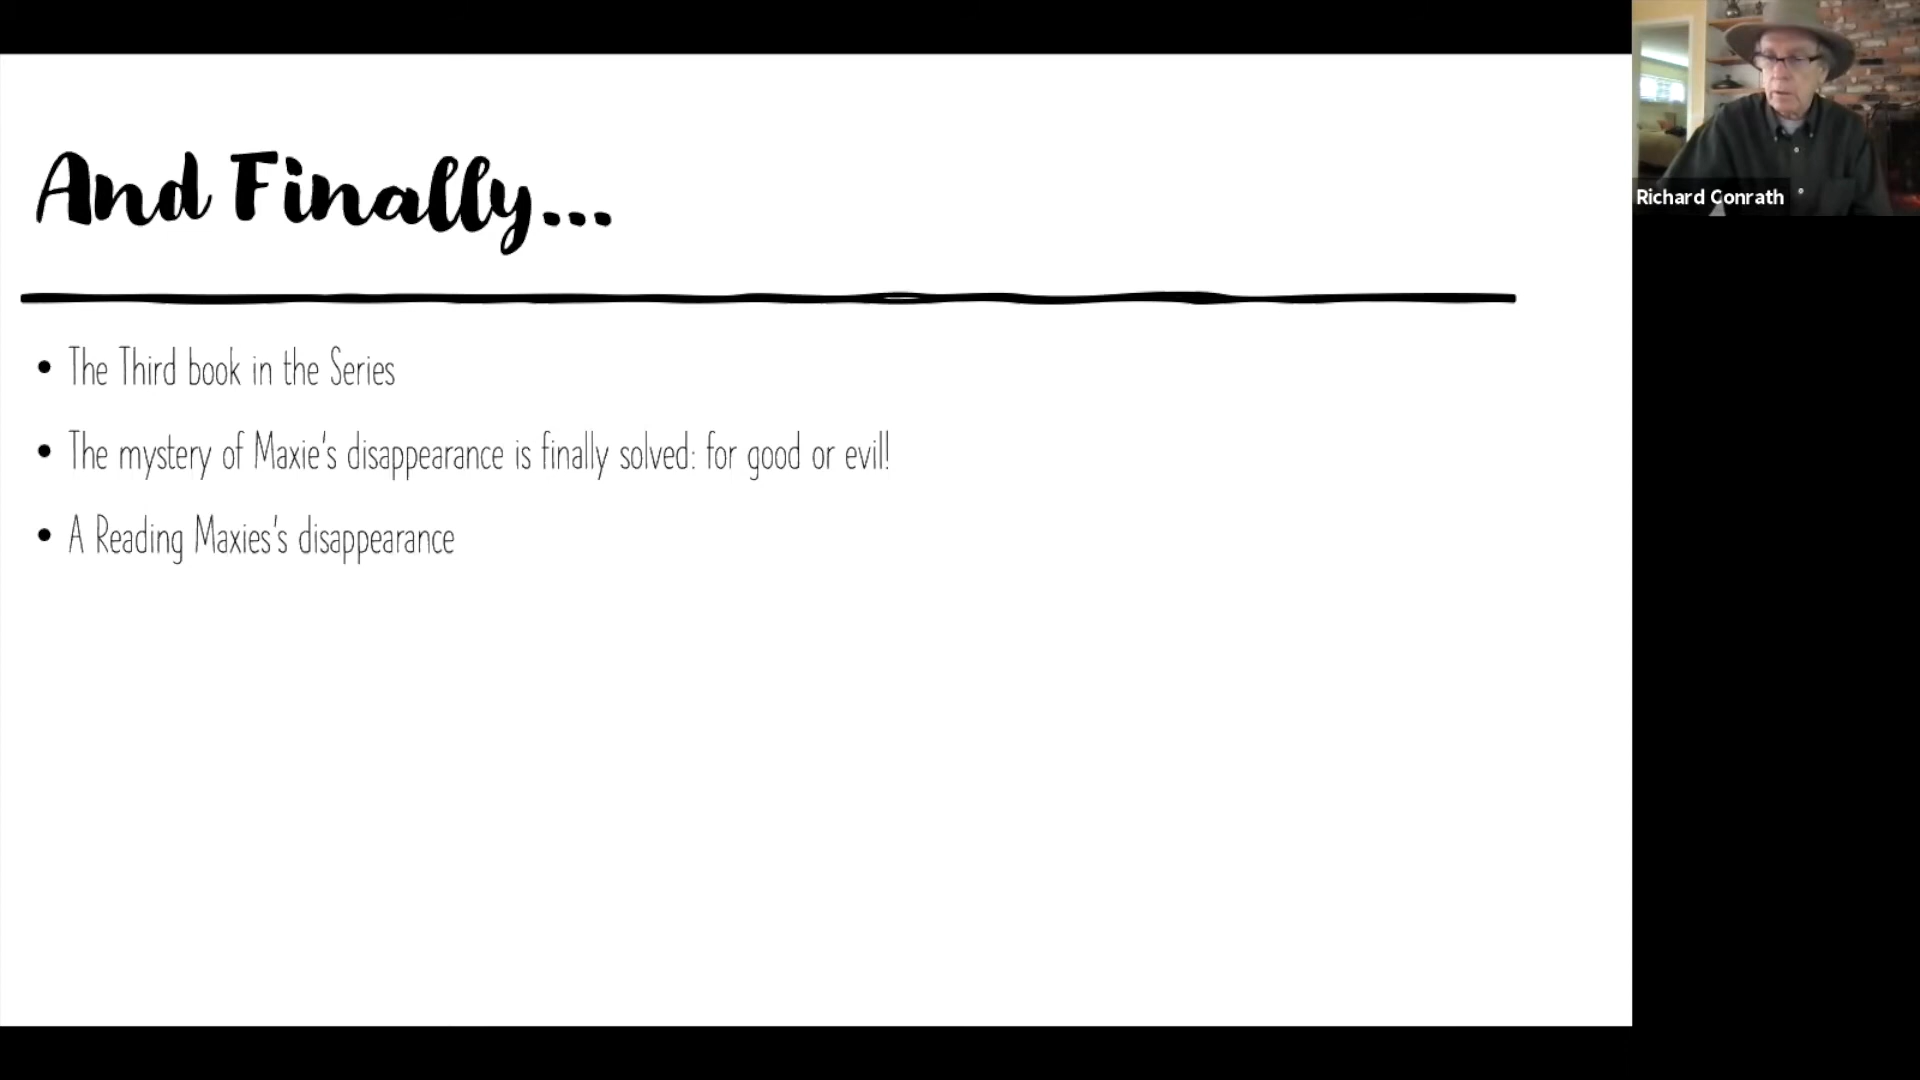 And Finally...
• The Third book in the Series
• The mystery of Maxie's disappearance is finally solved: for good or evil!
• A Reading Maxies's disappearance
Richard Conrath